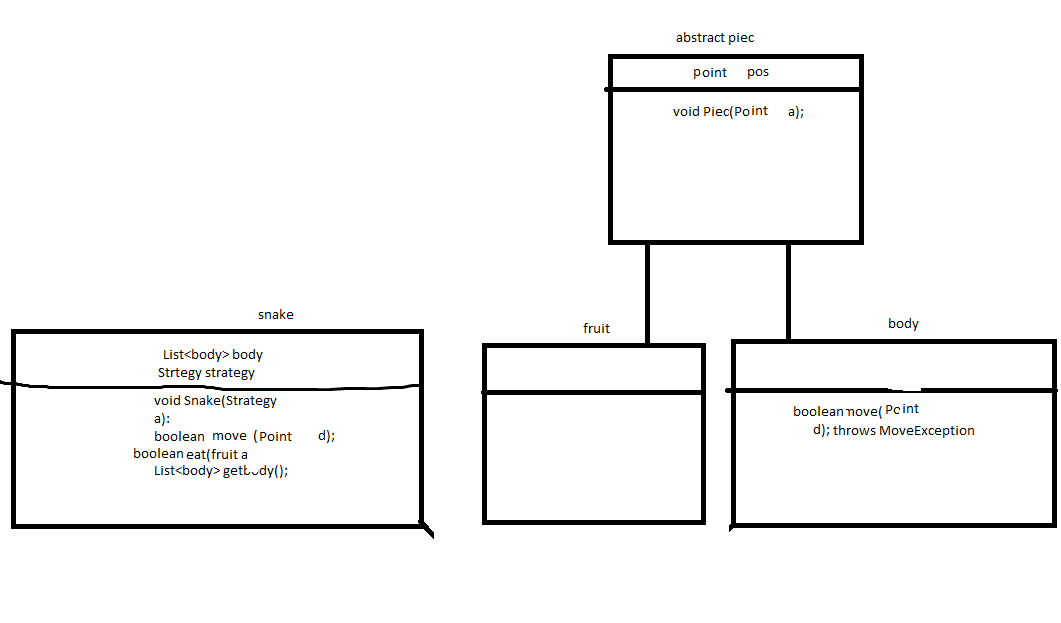 abstract piec
point pos
void Piec(Point a);
snake
List<body> body
Strtegy strategy
void Snake(Strategy
a):
boolean move (Point d);
boolean eat(fruit a
List<body> getbody();
fruit
body
boolean move( Point
d); throws MoveException